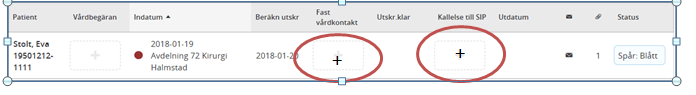 Patient Vårdbegäran Indatum Beräkn utskr Fast vårdkontakt Utskr.klar Kallelse till SIP Utdatum Status
Stolt, Eva
19501212-
1111
2018-01-19
Avdelning 72 Kirurgi
Halmstad
2018-01-20
1
Spår: Blått